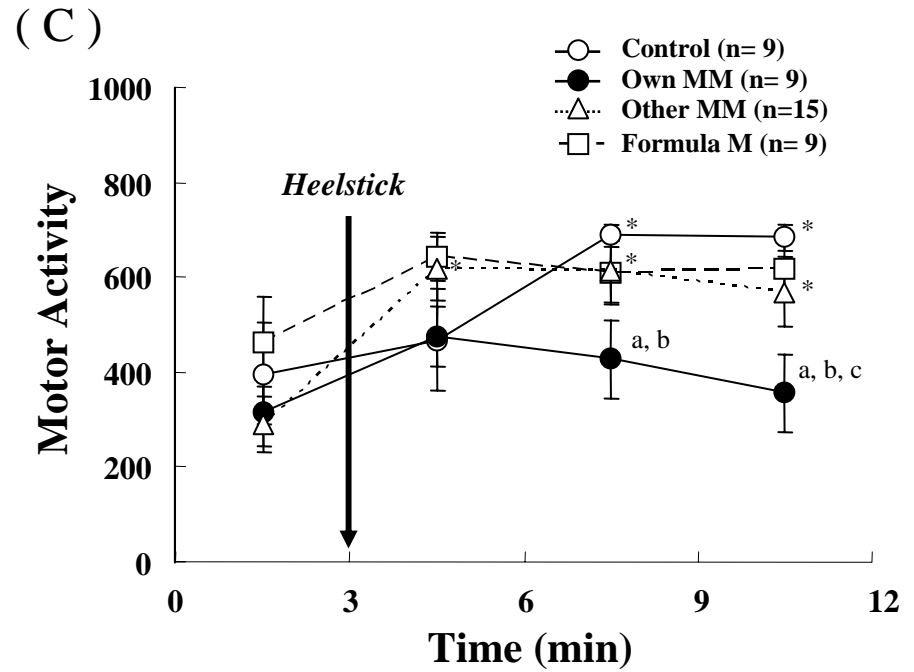 ( C )
Control (n= 9)
Own MM (n= 9)
Other MM (n=15)
Formula M (n= 9)
1000
800
600
400
200
0
Motor Activity
Heelstick
*
*
*
*
*
a, b
a, b, c
0 3 6 9 12
Time (min)